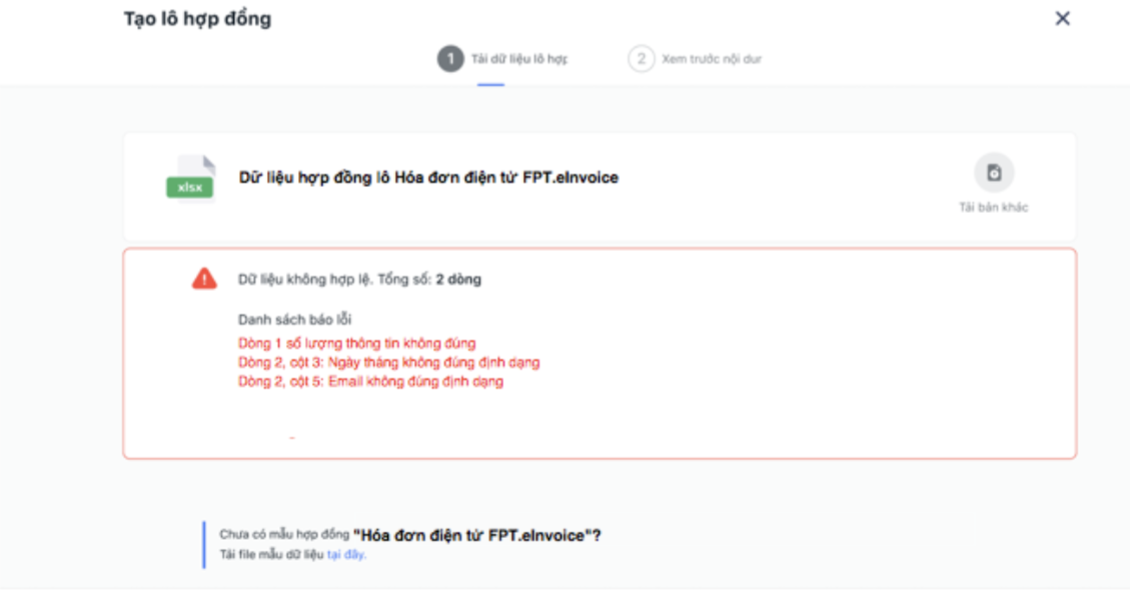 Tạo lô hợp đồng
1 Tải dữ liệu lô hợp
2 Xem trước nội dur
xlsx
Dữ liệu hợp đồng lô Hóa đơn điện tử FPT.eInvoice
Tải bản khác
Dữ liệu không hợp lệ. Tổng số: 2 dòng
Danh sách báo lỗi
Dòng 1 số lượng thông tin không đúng
Dòng 2, cột 3: Ngày tháng không đúng định dạng
Dòng 2, cột 5: Email không đúng định dạng
Chưa có mẫu hợp đồng "Hóa đơn điện tử FPT.eInvoice"?
Tải file mẫu dữ liệu tại đây.